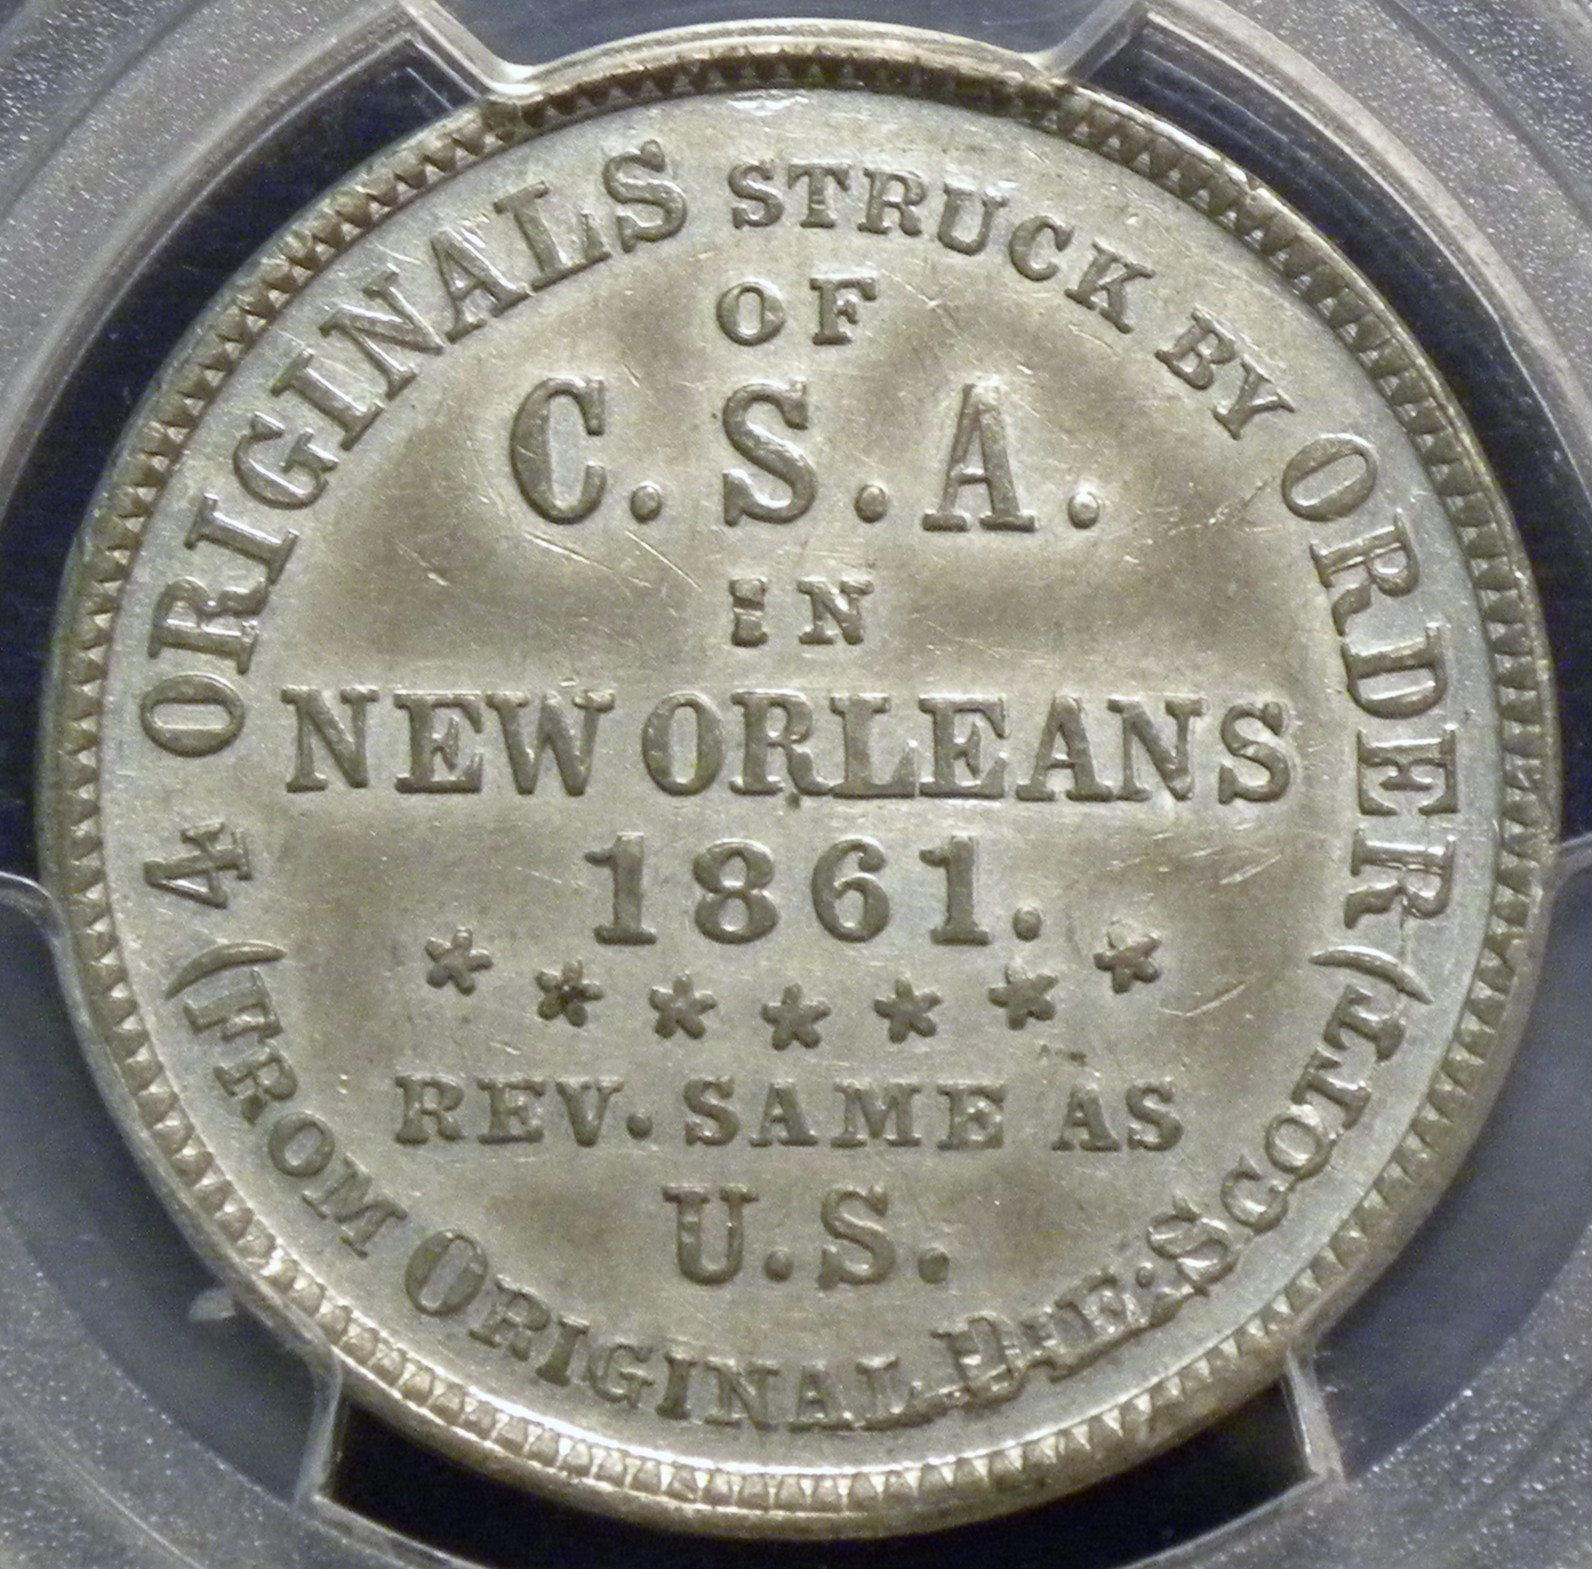 4 ORIGINALS STRUCK BY ORDER
OF
C. S. A.
IN
NEW ORLEANS
1861.
REV. SAME AS
U. S.
(FROM ORIGINAL DIE: SCOTT)